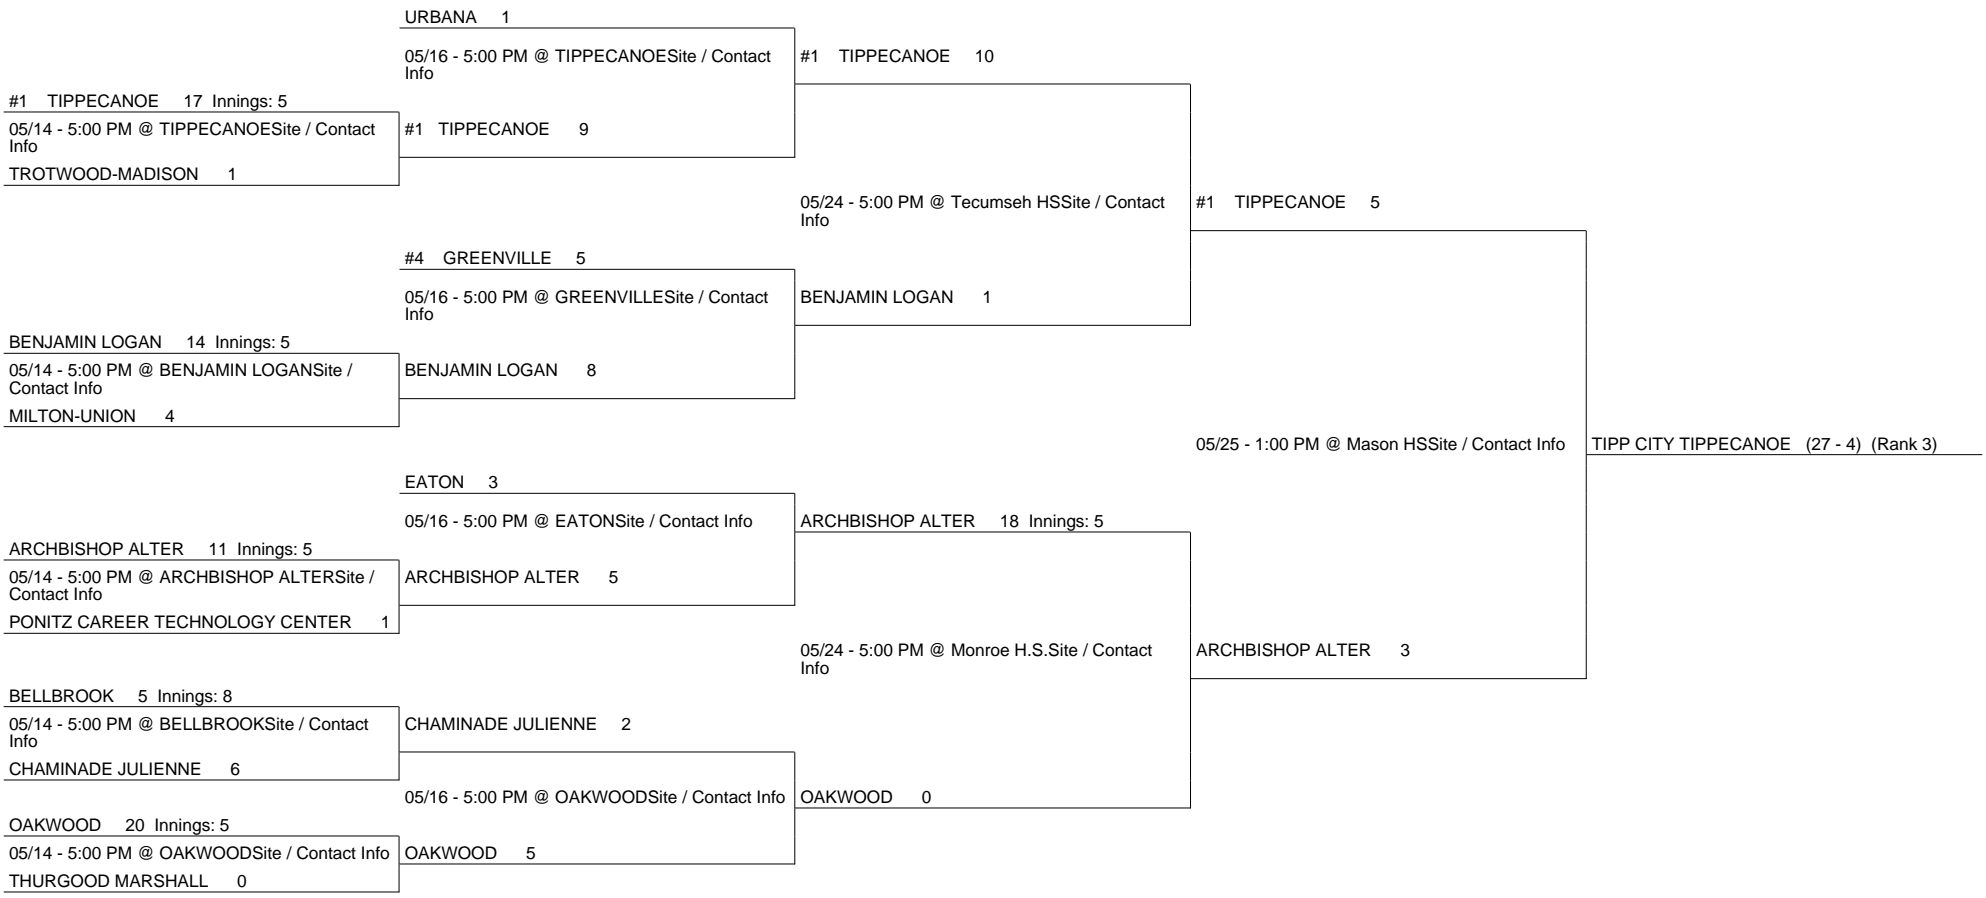 URBANA 1
05/16 - 5:00 PM @ TIPPECANOESite / Contact
Info
#1 TIPPECANOE 10
#1 TIPPECANOE 17 Innings: 5
05/14 - 5:00 PM @ TIPPECANOESite / Contact
Info
#1 TIPPECANOE 9
TROTWOOD-MADISON 1
05/24 - 5:00 PM @ Tecumseh HSSite / Contact
Info
#1 TIPPECANOE 5
#4 GREENVILLE 5
05/16 - 5:00 PM @ GREENVILLESite / Contact
Info
BENJAMIN LOGAN 1
BENJAMIN LOGAN 14 Innings: 5
05/14 - 5:00 PM @ BENJAMIN LOGANSite /
Contact Info
BENJAMIN LOGAN 8
MILTON-UNION 4
05/25 - 1:00 PM @ Mason HSSite / Contact Info
TIPP CITY TIPPECANOE (27 - 4) (Rank 3)
EATON 3
05/16 - 5:00 PM @ EATONSite / Contact Info
ARCHBISHOP ALTER 18 Innings: 5
ARCHBISHOP ALTER 11 Innings: 5
05/14 - 5:00 PM @ ARCHBISHOP ALTERSite /
Contact Info
ARCHBISHOP ALTER 5
PONITZ CAREER TECHNOLOGY CENTER 1
05/24 - 5:00 PM @ Monroe H.S.Site / Contact
Info
ARCHBISHOP ALTER 3
BELLBROOK 5 Innings: 8
05/14 - 5:00 PM @ BELLBROOKSite / Contact
Info
CHAMINADE JULIENNE 2
CHAMINADE JULIENNE 6
05/16 - 5:00 PM @ OAKWOODSite / Contact Info
OAKWOOD 0
OAKWOOD 20 Innings: 5
05/14 - 5:00 PM @ OAKWOODSite / Contact Info
OAKWOOD 5
THURGOOD MARSHALL 0